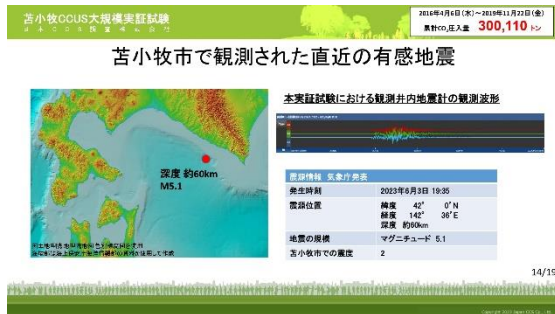 苫小牧CCUS大規模実証試験
2016年4月6日(水)~2019年11月22日(金)
累計CO₂圧入量 300,110 トン
苫小牧市で観測された直近の有感地震
本実証試験における観測井内地震計の観測波形
深度 約60km
M5.1
震源情報 気象庁発表
発生時刻 2023年6月3日 19:35
震源位置 緯度 42° 0'N
経度 142° 36'E
深度 約60km
地震の規模 マグニチュード 5.1
苫小牧市での震度 2
14/19